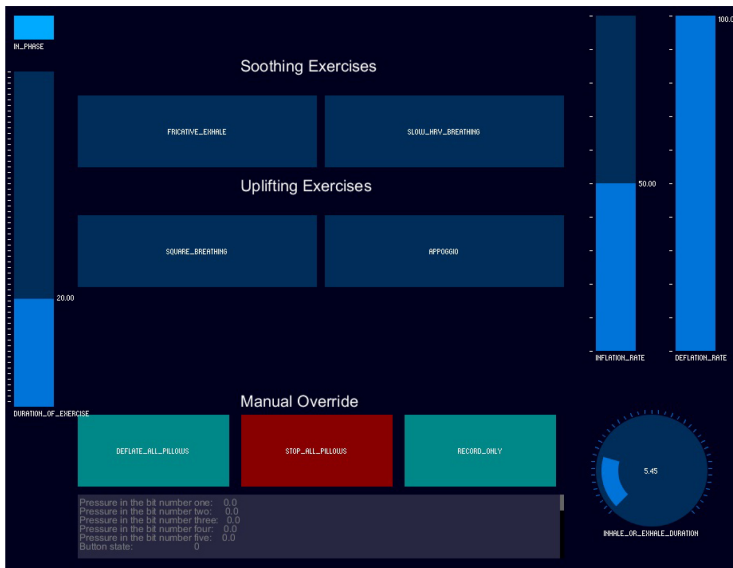 100.0
IN_PHASE
Soothing Exercises
FRICATIVE_EXHALE
SLOW_HRV_BREATHING
Uplifting Exercises
50.00
SQUARE_BREATHING
APPOGGIO
20.00
INFLATION_RATE
DEFLATION_RATE
Manual Override
DURATION_OF_EXERCISE
DEFLATE_ALL_PILLOWS
STOP_ALL_PILLOWS
RECORD_ONLY
5.45
Pressure in the bit number one: 0.0
Pressure in the bit number two: 0.0
Pressure in the bit number three: 0.0
Pressure in the bit number four: 0.0
Pressure in the bit number five: 0.0
Button state: 0
INHALE_OR_EXHALE_DURATION